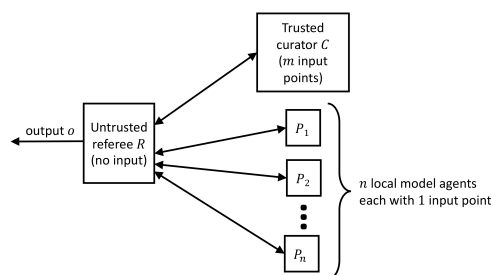 Trusted
curator C
(m input
points)
output o
Untrusted
referee R
(no input)
P₁
P₂
Pₙ
n local model agents
each with 1 input point